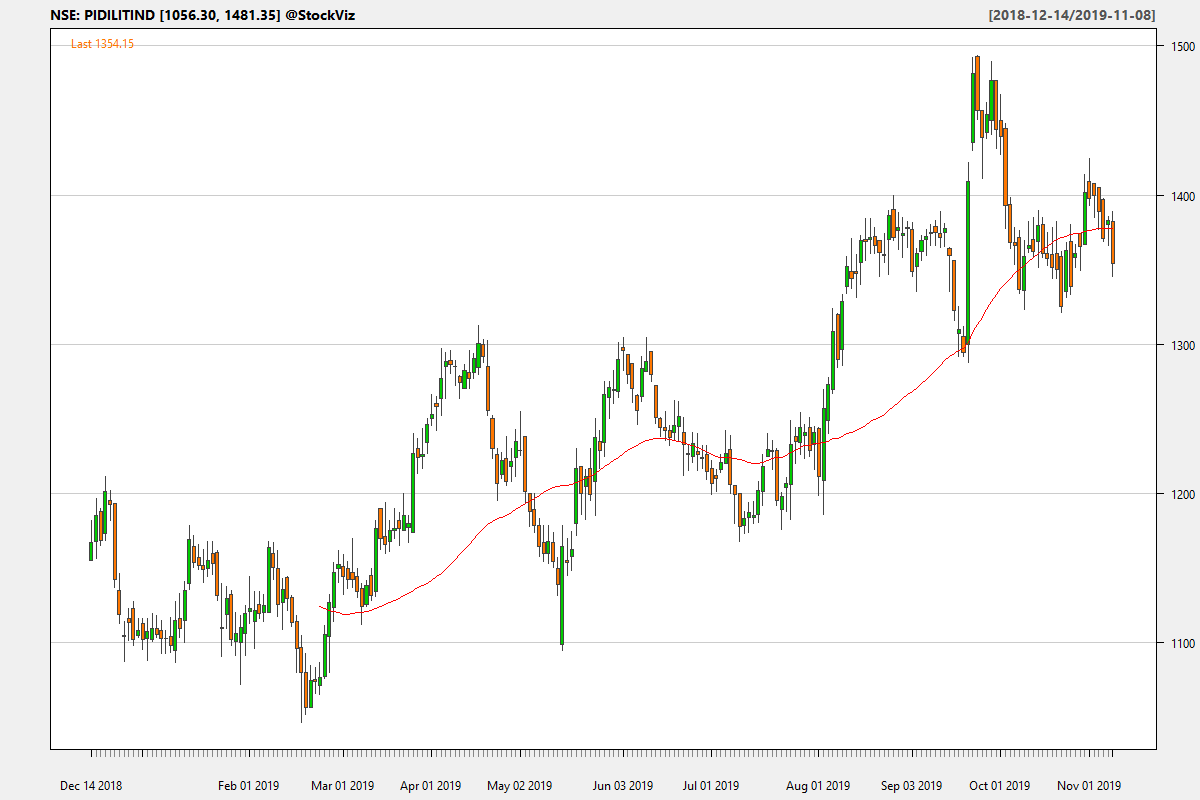 NSE: PIDILITIND [1056.30, 1481.35] @StockViz [2018-12-14/2019-11-08]
Last 1354.15
1500
1400
1300
1200
1100
Dec 14 2018 Feb 01 2019 Mar 01 2019 Apr 01 2019 May 02 2019 Jun 03 2019 Jul 01 2019 Aug 01 2019 Sep 03 2019 Oct 01 2019 Nov 01 2019